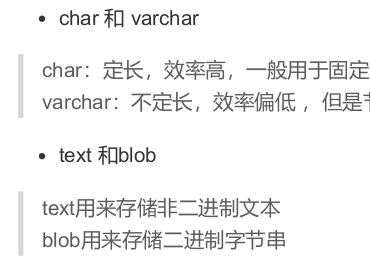 char 和 varchar
char：定长，效率高，一般用于固定
varchar：不定长，效率偏低 ，但是
text 和blob
text用来存储非二进制文本
blob用来存储二进制字节串